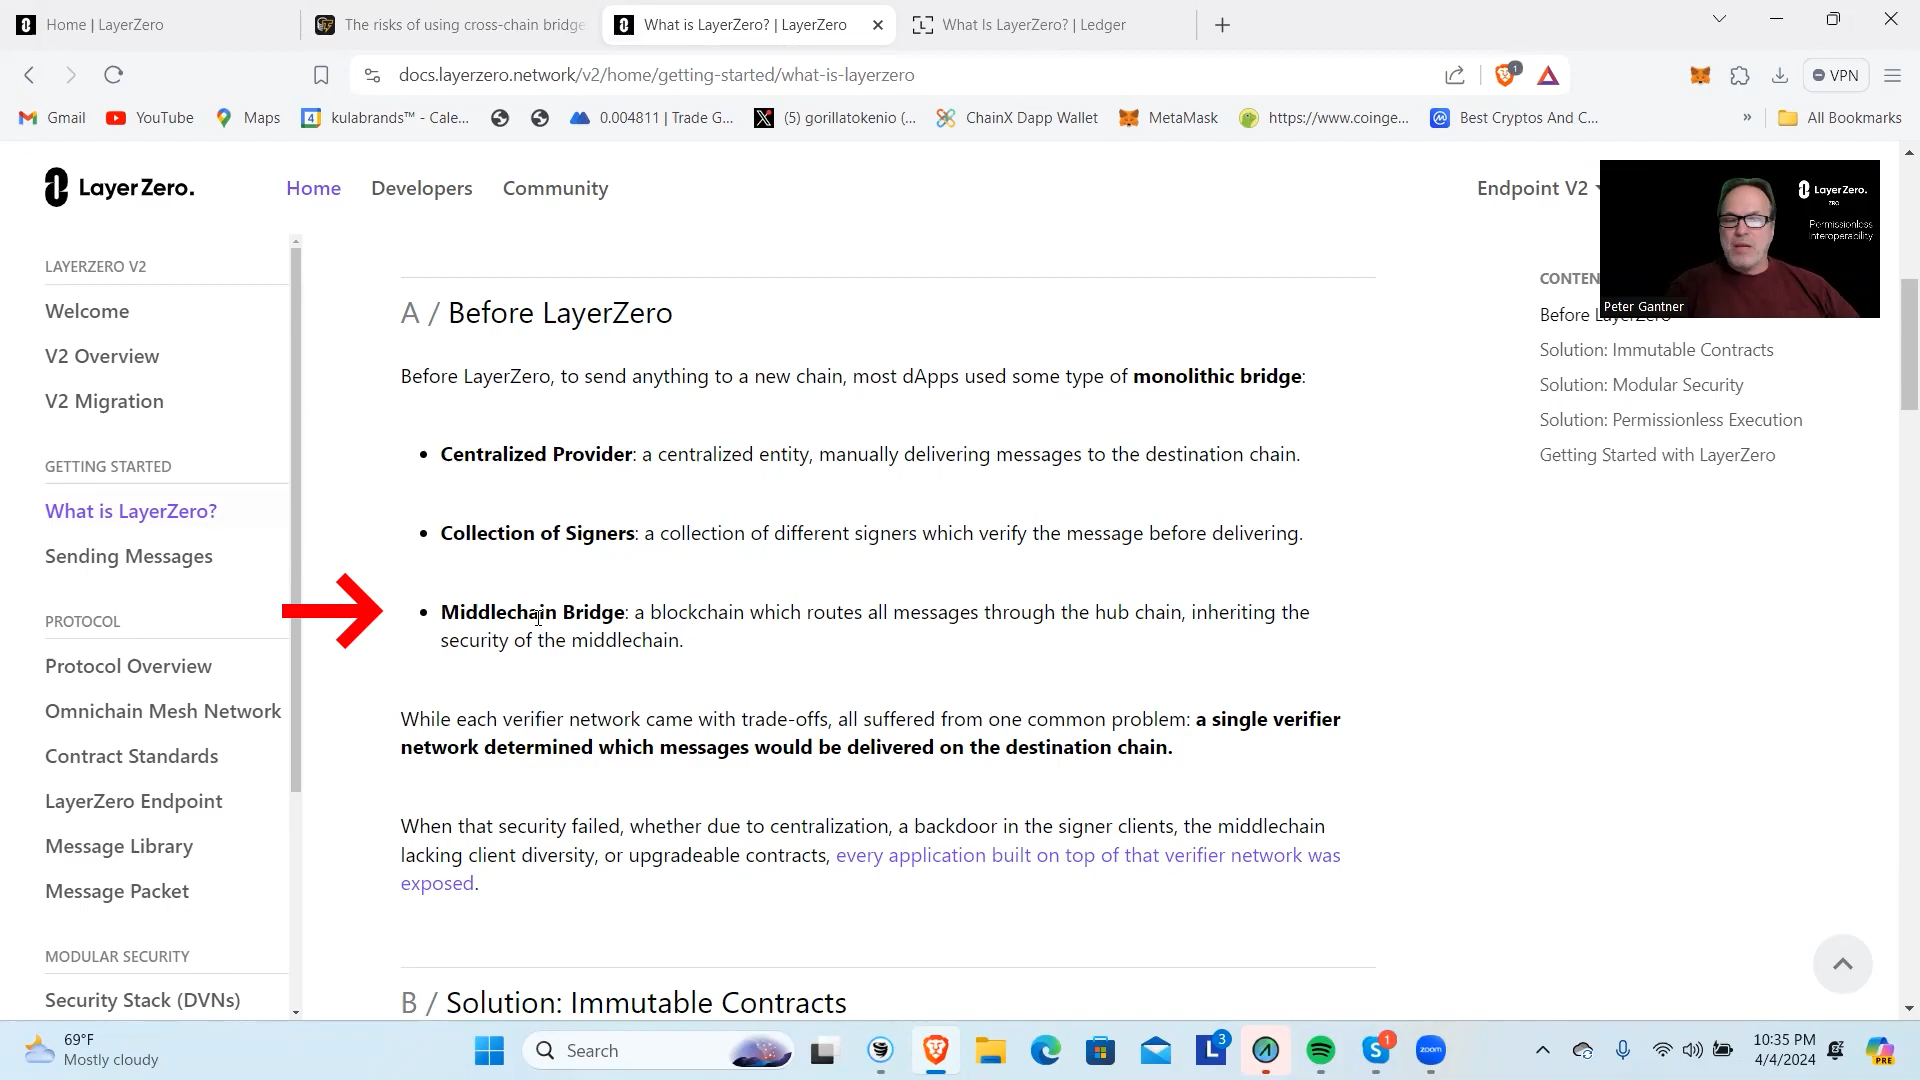 Home | LayerZero
The risks of using cross-chain bridge
What is LayerZero? | LayerZero
What Is LayerZero? | Ledger
docs.layerzero.network/v2/home/getting-started/what-is-layerzero
1
VPN
Gmail
YouTube
Maps
4
kulabrands™ - Cale...
0.004811 | Trade G...
(5) gorillatokenio (...
ChainX Dapp Wallet
MetaMask
https://www.coinge...
Best Cryptos And C...
»
All Bookmarks
LayerZero.
Home
Developers
Community
Endpoint V2
LayerZero.
ZRO
Permissionless
Interoperability
Peter Gantner
LAYERZERO V2
Welcome
V2 Overview
V2 Migration
GETTING STARTED
What is LayerZero?
Sending Messages
PROTOCOL
Protocol Overview
Omnichain Mesh Network
Contract Standards
LayerZero Endpoint
Message Library
Message Packet
MODULAR SECURITY
Security Stack (DVNs)
A / Before LayerZero
Before LayerZero, to send anything to a new chain, most dApps used some type of monolithic bridge:
• Centralized Provider: a centralized entity, manually delivering messages to the destination chain.
• Collection of Signers: a collection of different signers which verify the message before delivering.
• Middlechain Bridge: a blockchain which routes all messages through the hub chain, inheriting the
security of the middlechain.
While each verifier network came with trade-offs, all suffered from one common problem: a single verifier
network determined which messages would be delivered on the destination chain.
When that security failed, whether due to centralization, a backdoor in the signer clients, the middlechain
lacking client diversity, or upgradeable contracts, every application built on top of that verifier network was
exposed.
B / Solution: Immutable Contracts
CONTEN
Before LayerZero
Solution: Immutable Contracts
Solution: Modular Security
Solution: Permissionless Execution
Getting Started with LayerZero
69°F
Mostly cloudy
Search
L
3
S
1
zoom
10:35 PM
4/4/2024
PRE